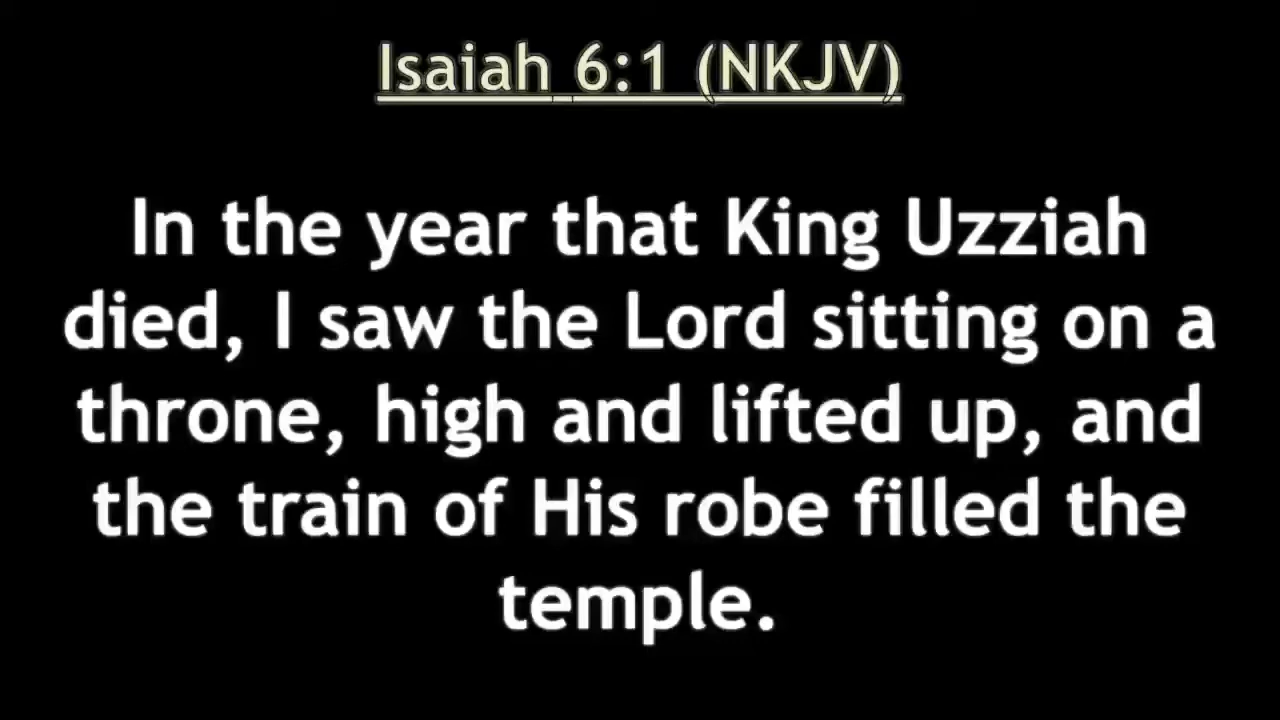 Isaiah 6:1 (NKJV)
In the year that King Uzziah
died, I saw the Lord sitting on a
throne, high and lifted up, and
the train of His robe filled the
temple.